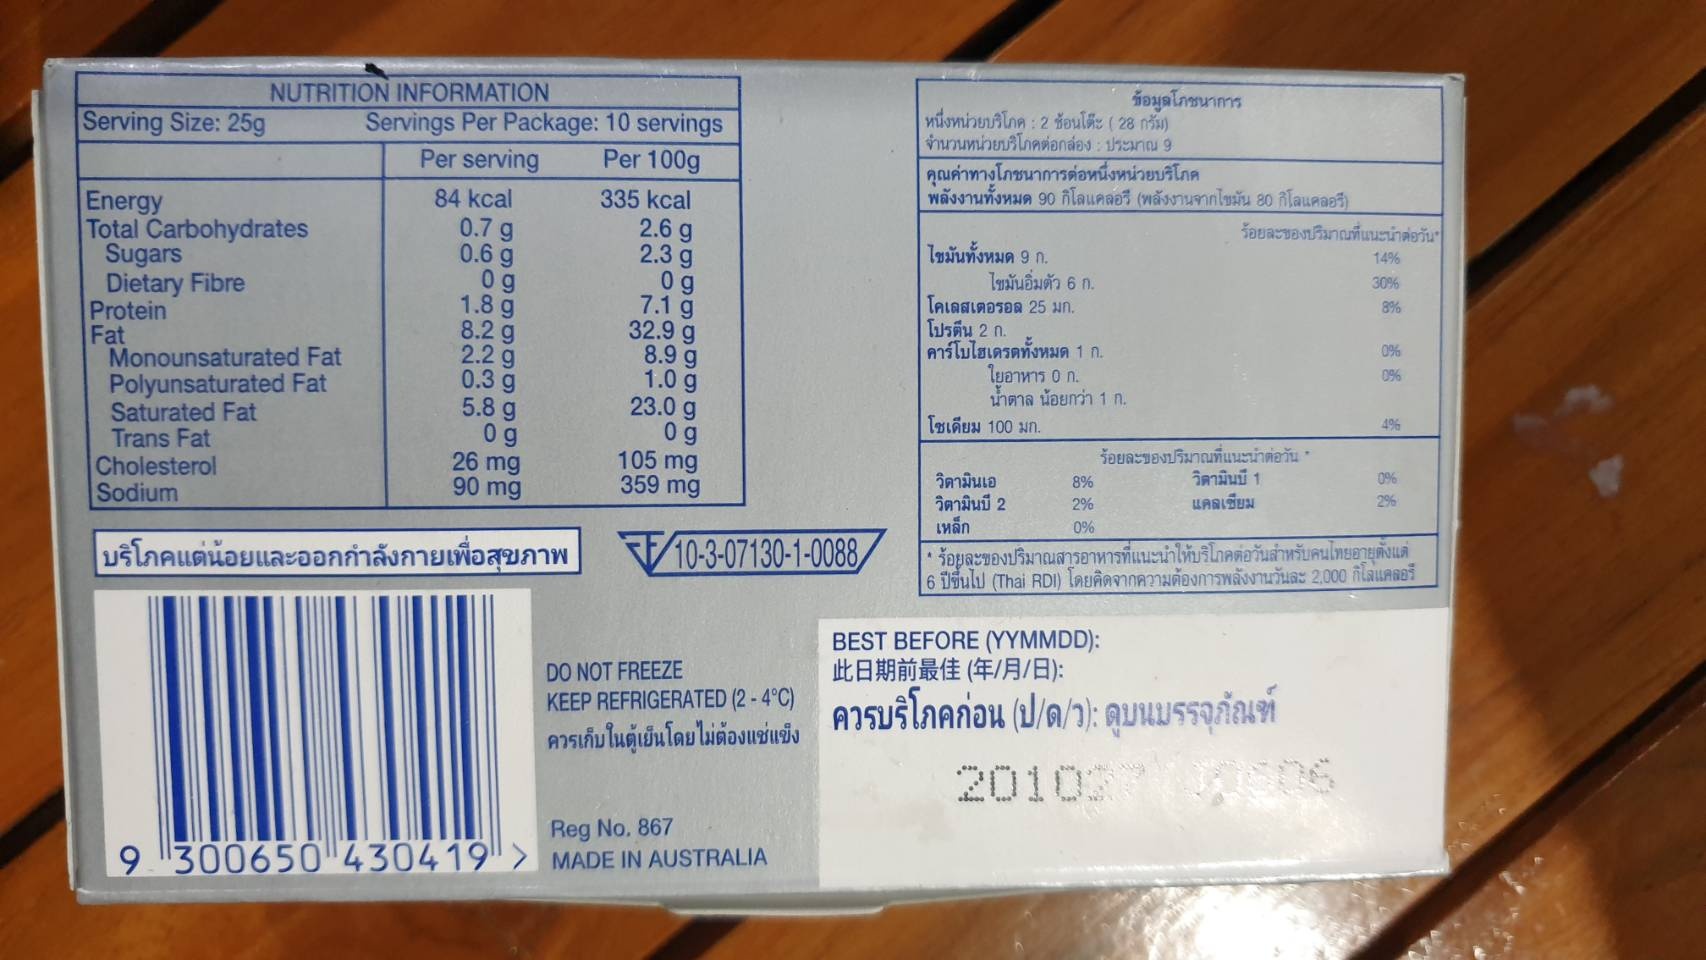 NUTRITION INFORMATION
Serving Size: 25g Servings Per Package: 10 servings
Per serving Per 100g
Energy 84 kcal 335 kcal
Total Carbohydrates 0.7 g 2.6 g
Sugars 0.6 g 2.3 g
Dietary Fibre 0 g 0 g
Protein 1.8 g 7.1 g
Fat 8.2 g 32.9 g
Monounsaturated Fat 2.2 g 8.9 g
Polyunsaturated Fat 0.3 g 1.0 g
Saturated Fat 5.8 g 23.0 g
Trans Fat 0 g 0 g
Cholesterol 26 mg 105 mg
Sodium 90 mg 359 mg
บริโภคแต่น้อยและออกกำลังกายเพื่อสุขภาพ
10-3-07130-1-0088
9 300650 430419 >
DO NOT FREEZE
KEEP REFRIGERATED (2 - 4°C)
ควรเก็บในตู้เย็นโดยไม่ต้องแช่แข็ง
Reg No. 867
MADE IN AUSTRALIA
ข้อมูลโภชนาการ
หนึ่งหน่วยบริโภค : 2 ช้อนโต๊ะ ( 28 กรัม)
จำนวนหน่วยบริโภคต่อกล่อง : ประมาณ 9
คุณค่าทางโภชนาการต่อหนึ่งหน่วยบริโภค
พลังงานทั้งหมด 90 กิโลแคลอรี (พลังงานจากไขมัน 80 กิโลแคลอรี)
ร้อยละของปริมาณที่แนะนำต่อวัน*
ไขมันทั้งหมด 9 ก. 14%
ไขมันอิ่มตัว 6 ก. 30%
โคเลสเตอรอล 25 มก. 8%
โปรตีน 2 ก.
คาร์โบไฮเดรตทั้งหมด 1 ก. 0%
ใยอาหาร 0 ก. 0%
น้ำตาล น้อยกว่า 1 ก.
โซเดียม 100 มก. 4%
ร้อยละของปริมาณที่แนะนำต่อวัน *
วิตามินเอ 8% วิตามินบี 1 0%
วิตามินบี 2 2% แคลเซียม 2%
เหล็ก 0%
* ร้อยละของปริมาณสารอาหารที่แนะนำให้บริโภคต่อวันสำหรับคนไทยอายุตั้งแต่
6 ปีขึ้นไป (Thai RDI) โดยคิดจากความต้องการพลังงานวันละ 2,000 กิโลแคลอรี
BEST BEFORE (YYMMDD):
此日期前最佳 (年/月/日):
ควรบริโภคก่อน (ป/ด/ว): ดูบนบรรจุภัณฑ์
201027